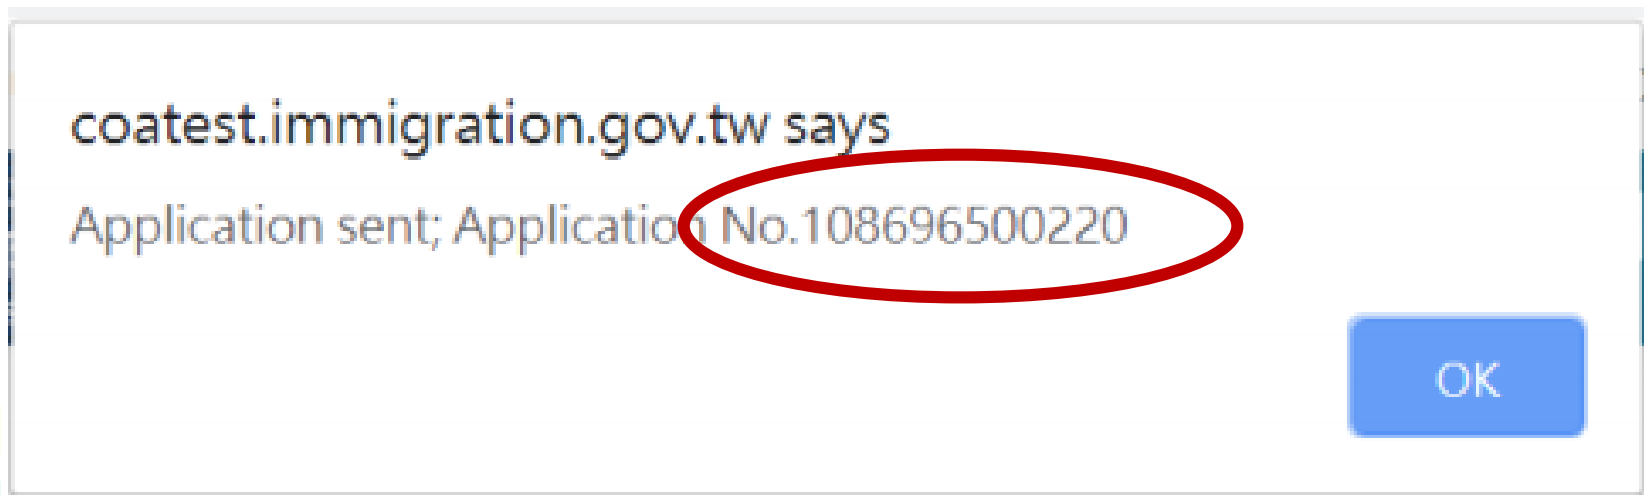 coatest.immigration.gov.tw says
Application sent; Application No.108696500220
OK